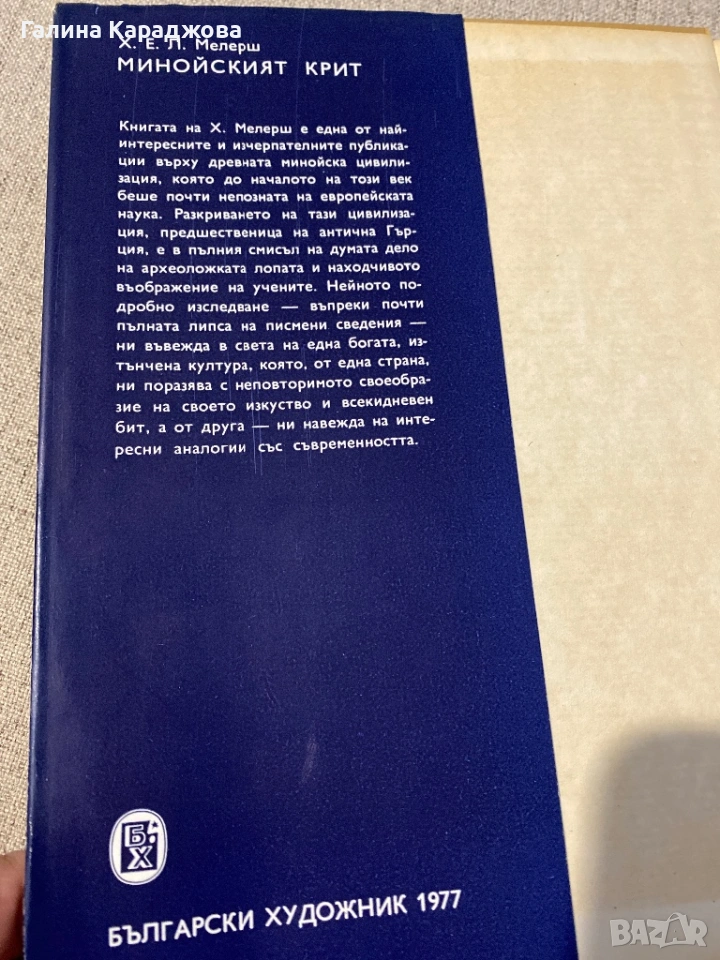 Галина Караджова
Х. Е. Л. Мелерш
МИНОЙСКИЯТ КРИТ
Книгата на Х. Мелерш е една от най-
интересните и изчерпателните публика-
ции върху древната минойска цивили-
зация, която до началото на този век
беше почти непозната на европейската
наука. Разкриването на тази цивилиза-
ция, предшественица на антична Гър-
ция, е в пълния смисъл на думата дело
на археоложката лопата и находчивото
въображение на учените. Нейното по-
дробно изследване — въпреки почти
пълната липса на писмени сведения —
ни въвежда в света на една богата, из-
тънчена култура, която, от една страна,
ни поразява с неповторимото своеобра-
зие на своето изкуство и всекидневен
бит, а от друга — ни навежда на инте-
ресни аналогии със съвременността.
Б.
Х
БЪЛГАРСКИ ХУДОЖНИК 1977
BAZAR